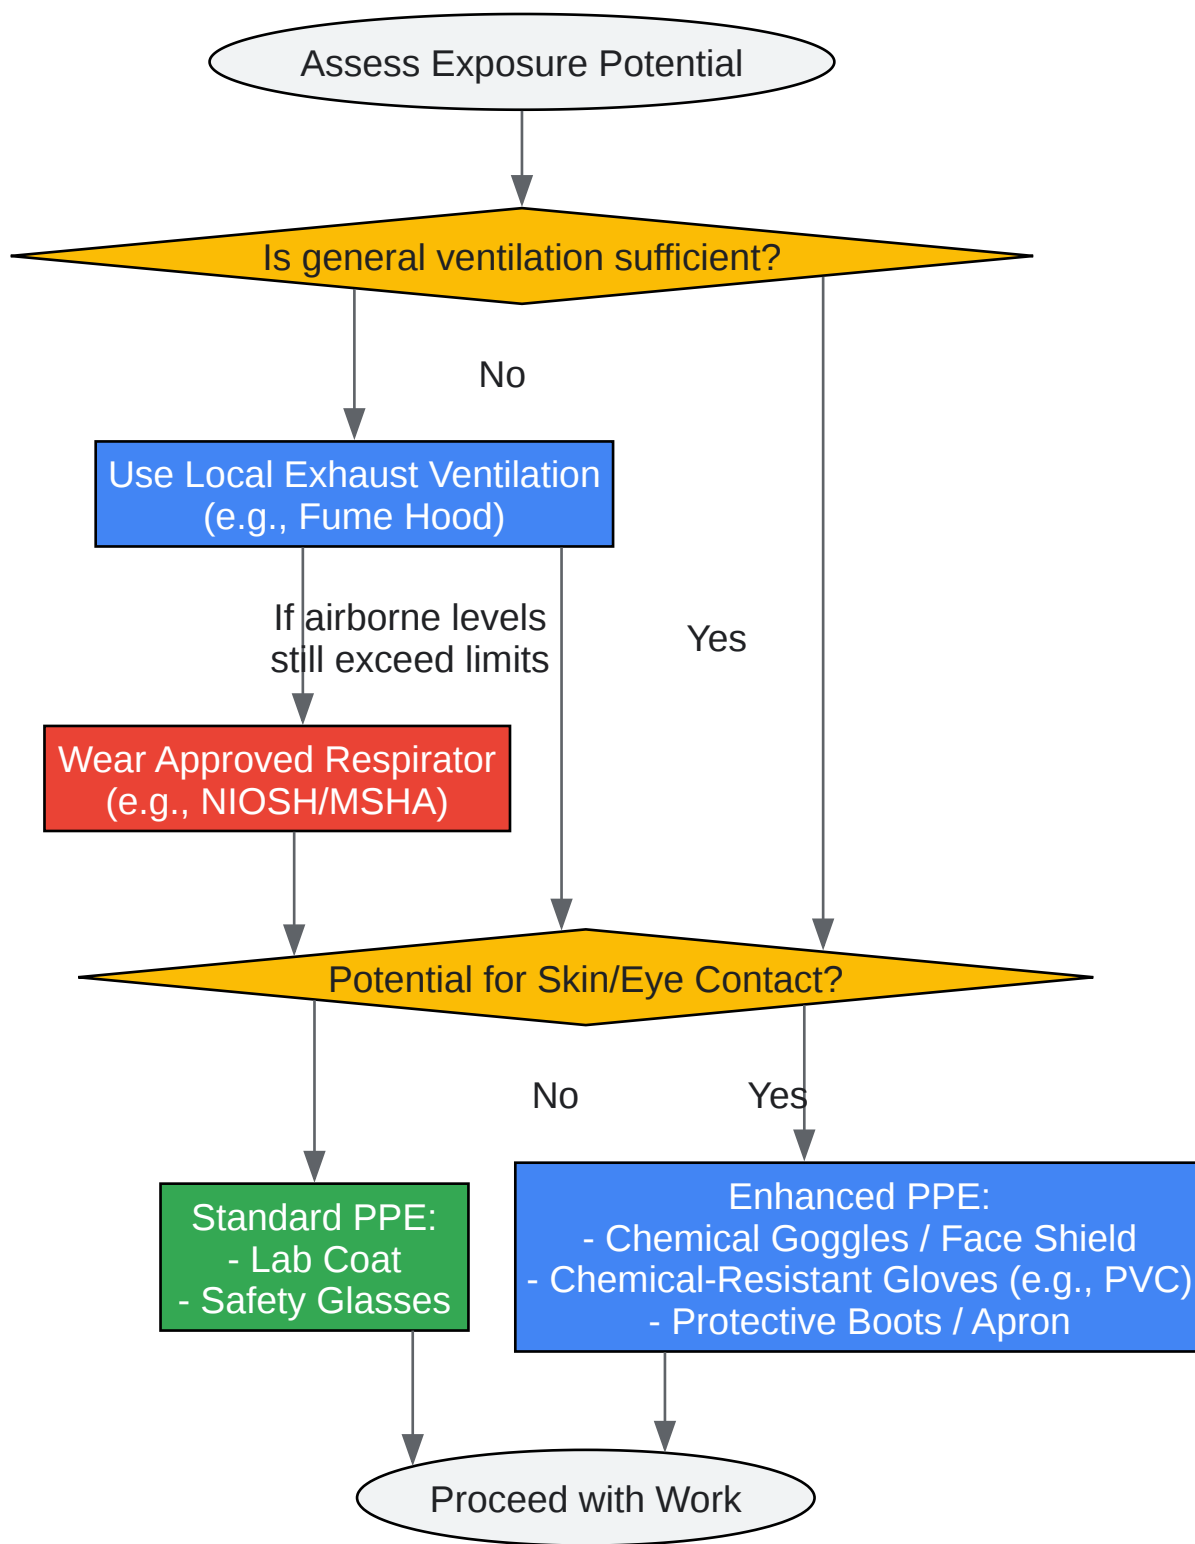 Assess Exposure Potential
Is general ventilation sufficient?
No
Use Local Exhaust Ventilation
(e.g., Fume Hood)
If airborne levels
still exceed limits
Yes
Wear Approved Respirator
(e.g., NIOSH/MSHA)
Potential for Skin/Eye Contact?
No
Yes
Standard PPE:
- Lab Coat
- Safety Glasses
Enhanced PPE:
- Chemical Goggles / Face Shield
- Chemical-Resistant Gloves (e.g., PVC)
- Protective Boots / Apron
Proceed with Work